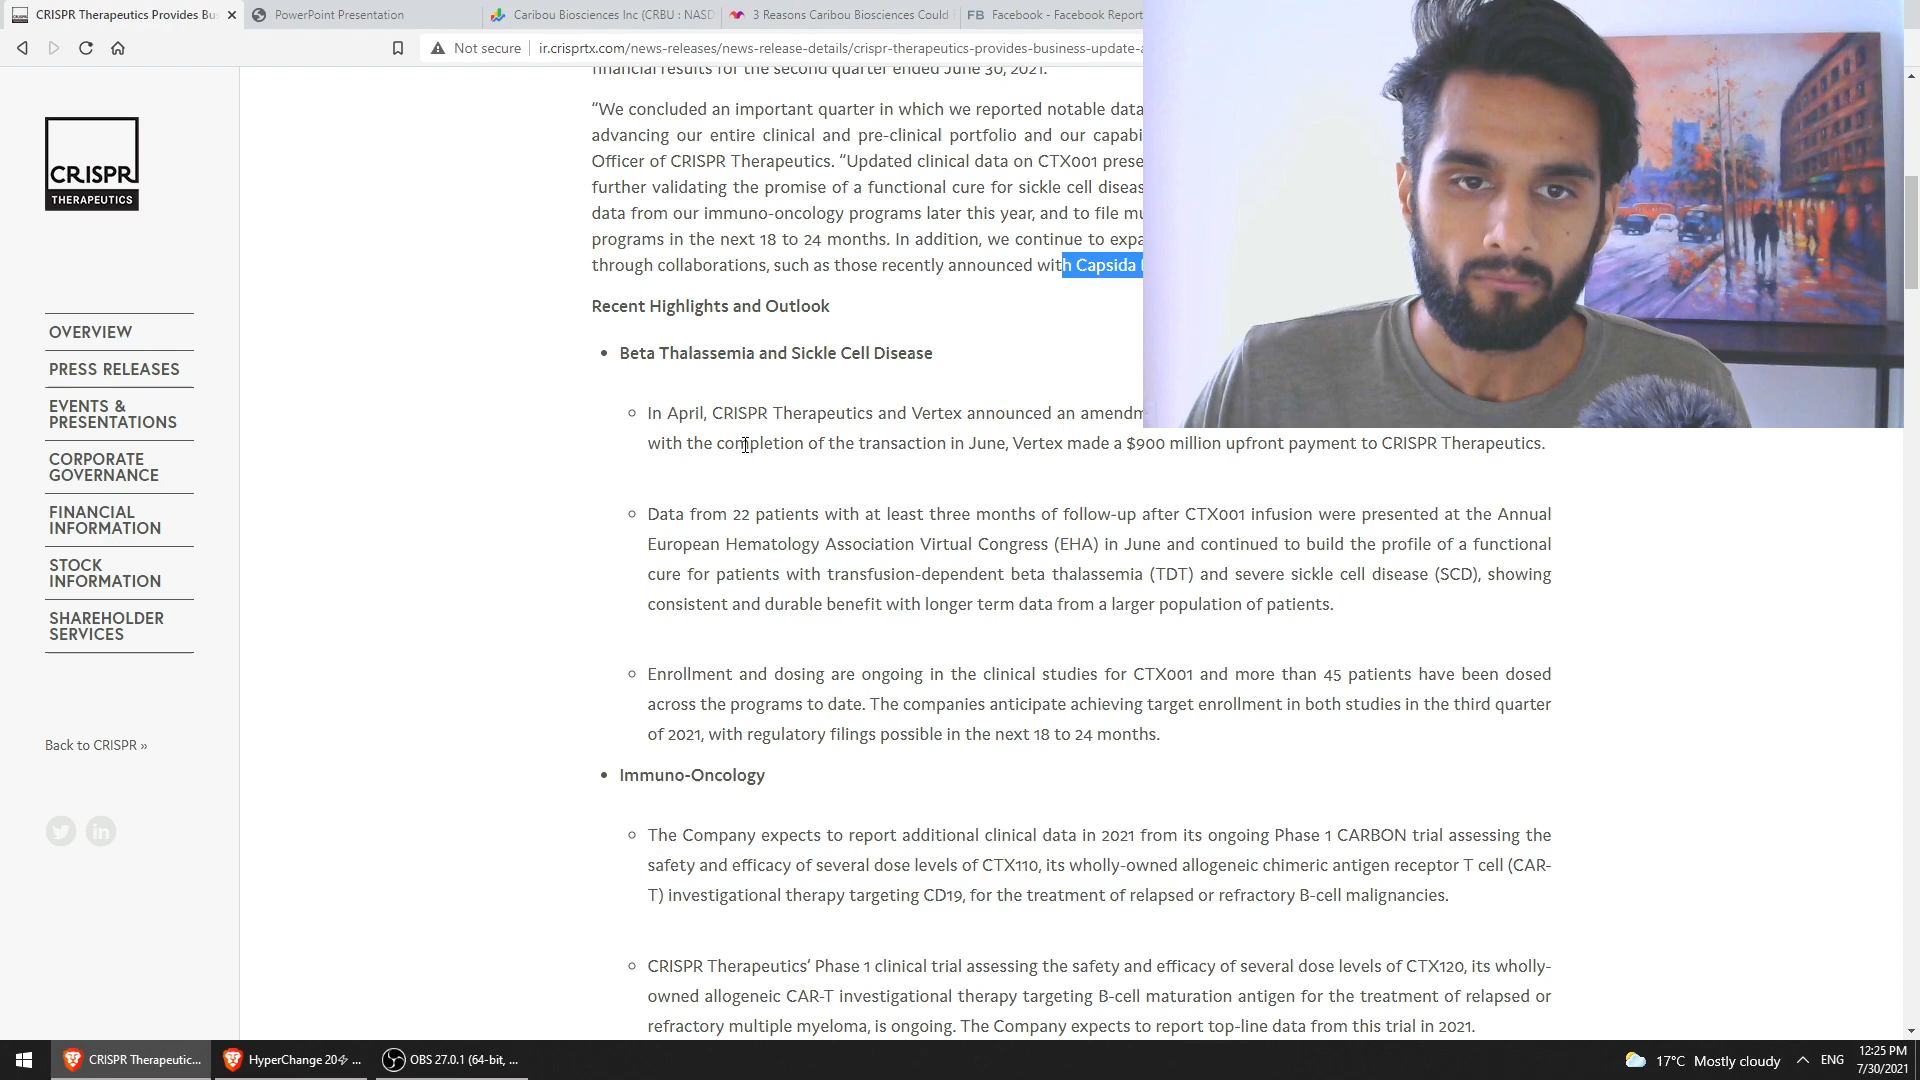 CRISPR Therapeutics Provides Bu
PowerPoint Presentation
Caribou Biosciences Inc (CRBU : NASD
3 Reasons Caribou Biosciences Could
FB Facebook - Facebook Report
Not secure
ir.crisprtx.com/news-releases/news-release-details/crispr-therapeutics-provides-business-update-a
CRISPR
THERAPEUTICS
OVERVIEW
PRESS RELEASES
EVENTS &
PRESENTATIONS
CORPORATE
GOVERNANCE
FINANCIAL
INFORMATION
STOCK
INFORMATION
SHAREHOLDER
SERVICES
Back to CRISPR »
financial results for the second quarter ended June 30, 2021.
“We concluded an important quarter in which we reported notable data
advancing our entire clinical and pre-clinical portfolio and our capabi
Officer of CRISPR Therapeutics. “Updated clinical data on CTX001 prese
further validating the promise of a functional cure for sickle cell diseas
data from our immuno-oncology programs later this year, and to file mu
programs in the next 18 to 24 months. In addition, we continue to expa
through collaborations, such as those recently announced with Capsida
Recent Highlights and Outlook
• Beta Thalassemia and Sickle Cell Disease
In April, CRISPR Therapeutics and Vertex announced an amendm
with the completion of the transaction in June, Vertex made a $900 million upfront payment to CRISPR Therapeutics.
Data from 22 patients with at least three months of follow-up after CTX001 infusion were presented at the Annual
European Hematology Association Virtual Congress (EHA) in June and continued to build the profile of a functional
cure for patients with transfusion-dependent beta thalassemia (TDT) and severe sickle cell disease (SCD), showing
consistent and durable benefit with longer term data from a larger population of patients.
Enrollment and dosing are ongoing in the clinical studies for CTX001 and more than 45 patients have been dosed
across the programs to date. The companies anticipate achieving target enrollment in both studies in the third quarter
of 2021, with regulatory filings possible in the next 18 to 24 months.
• Immuno-Oncology
The Company expects to report additional clinical data in 2021 from its ongoing Phase 1 CARBON trial assessing the
safety and efficacy of several dose levels of CTX110, its wholly-owned allogeneic chimeric antigen receptor T cell (CAR-
T) investigational therapy targeting CD19, for the treatment of relapsed or refractory B-cell malignancies.
CRISPR Therapeutics’ Phase 1 clinical trial assessing the safety and efficacy of several dose levels of CTX120, its wholly-
owned allogeneic CAR-T investigational therapy targeting B-cell maturation antigen for the treatment of relapsed or
refractory multiple myeloma, is ongoing. The Company expects to report top-line data from this trial in 2021.
CRISPR Therapeutic...
HyperChange 20⚡ ...
OBS 27.0.1 (64-bit, ...
17°C Mostly cloudy
ENG
12:25 PM
7/30/2021